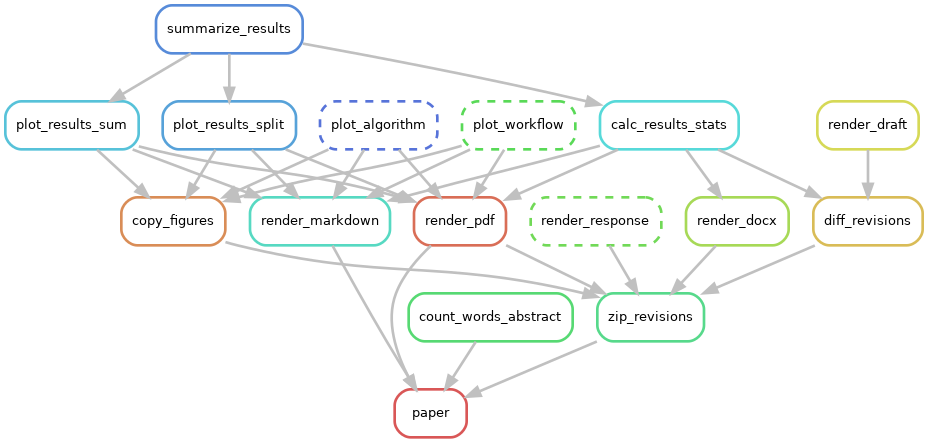 summarize_results
plot_results_sum
plot_results_split
plot_algorithm
plot_workflow
calc_results_stats
render_draft
copy_figures
render_markdown
render_pdf
render_response
render_docx
diff_revisions
count_words_abstract
zip_revisions
paper